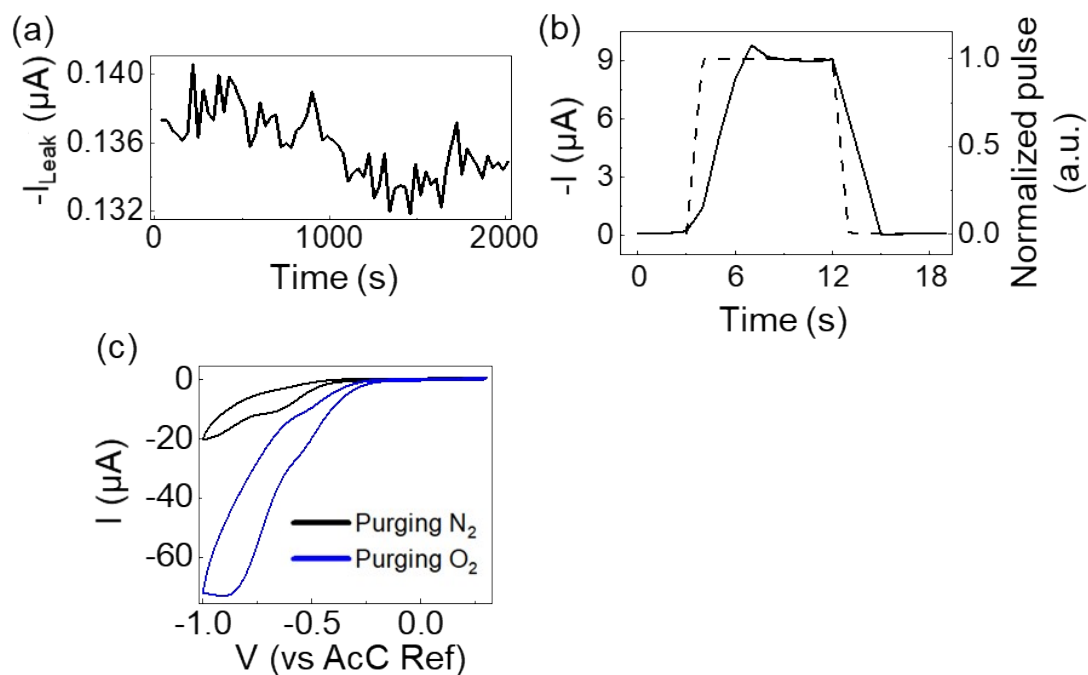 (a)
-I_Leak (µA)
0.140
0.136
0.132
0
1000
2000
Time (s)
(b)
-I (µA)
9
6
3
0
0
6
12
18
Time (s)
1.0
0.5
0.0
Normalized pulse
(a.u.)
(c)
I (µA)
0
-20
-40
-60
Purging N₂
Purging O₂
-1.0
-0.5
0.0
V (vs AcC Ref)